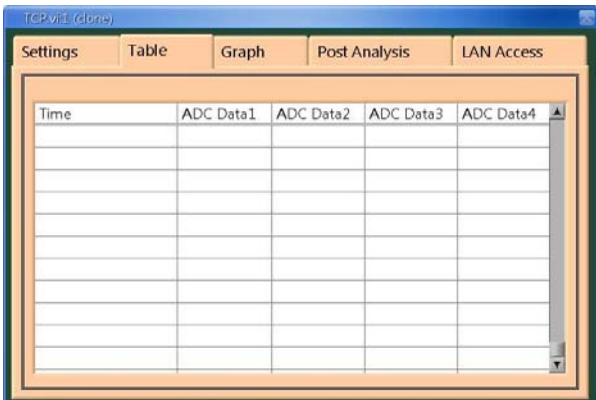 TCP.vi:1 (clone)
Settings Table Graph Post Analysis LAN Access
Time ADC Data1 ADC Data2 ADC Data3 ADC Data4